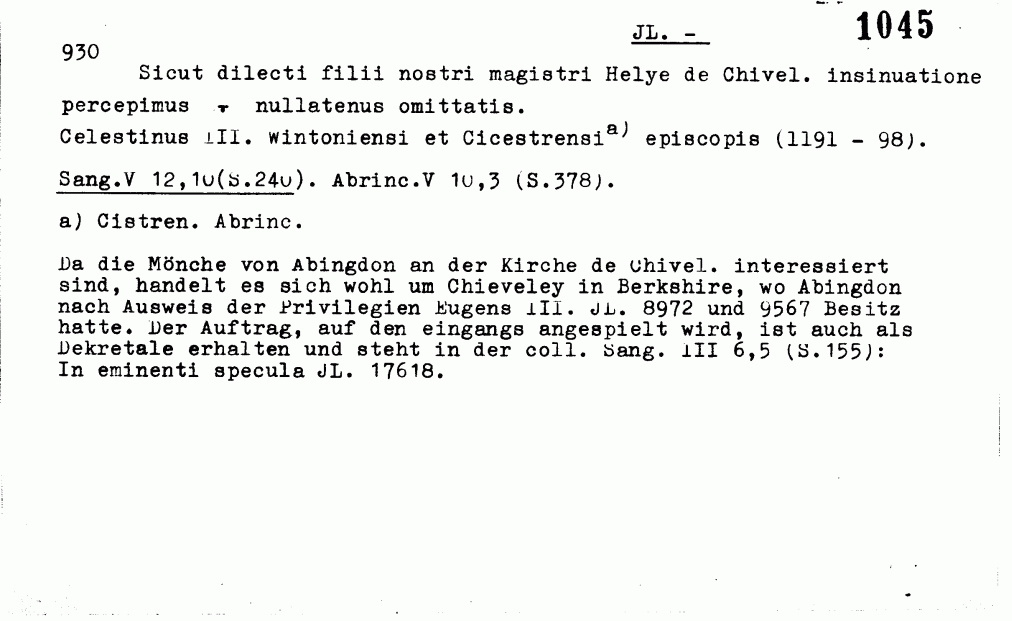 JL. -
1045
930
Sicut dilecti filii nostri magistri Helye de Chivel. insinuatione
percepimus - nullatenus omittatis.
Celestinus III. Wintoniensi et Cicestrensi a) episcopis (1191 - 98).
Sang.V 12,10(S.240). Abrinc.V 10,3 (S.378).
a) Cistren. Abrinc.
Da die Mönche von Abingdon an der Kirche de Chivel. interessiert
sind, handelt es sich wohl um Chieveley in Berkshire, wo Abingdon
nach Ausweis der Privilegien Eugens III. JL. 8972 und 9567 Besitz
hatte. Der Auftrag, auf den eingangs angespielt wird, ist auch als
Dekretale erhalten und steht in der coll. Sang. III 6,5 (S.155):
In eminenti specula JL. 17618.